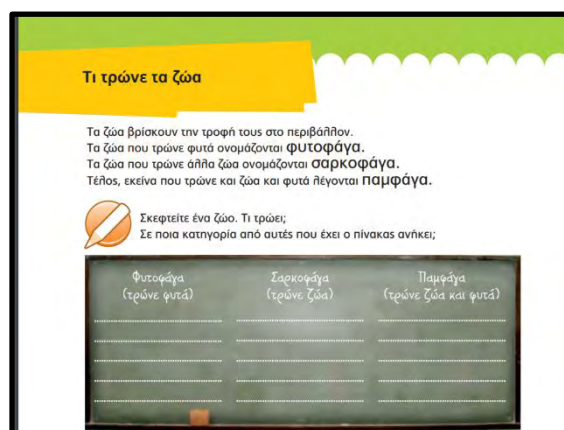 Τι τρώνε τα ζώα
Τα ζώα βρίσκουν την τροφή τους στο περιβάλλον.
Τα ζώα που τρώνε φυτά ονομάζονται φυτοφάγα.
Τα ζώα που τρώνε άλλα ζώα ονομάζονται σαρκοφάγα.
Τέλος, εκείνα που τρώνε και ζώα και φυτά λέγονται παμφάγα.
Σκεφτείτε ένα ζώο. Τι τρώει;
Σε ποια κατηγορία από αυτές που έχει ο πίνακας ανήκει;
Φυτοφάγα Σαρκοφάγα Παμφάγα
(τρώνε φυτά) (τρώνε ζώα) (τρώνε ζώα και φυτά)